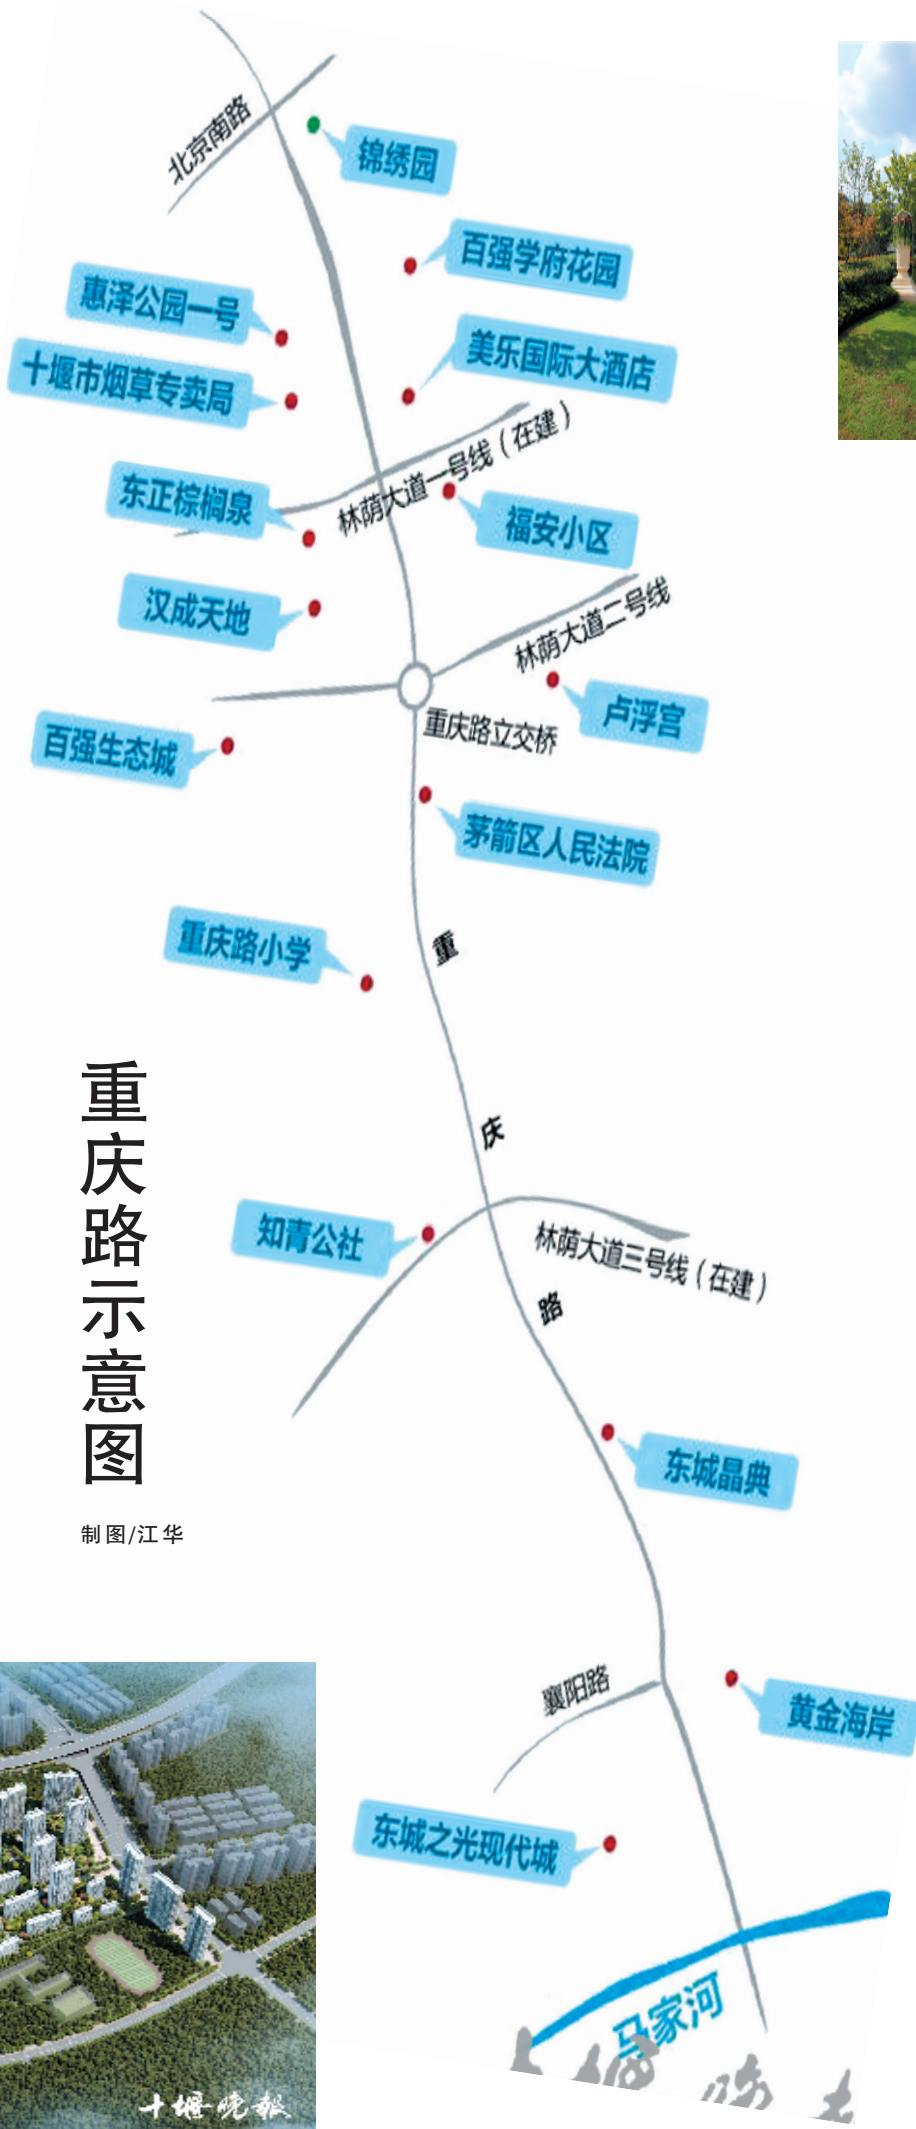 北京南路
锦绣园
百强学府花园
惠泽公园一号
美乐国际大酒店
十堰市烟草专卖局
林荫大道一号线（在建）
东正棕榈泉
福安小区
汉成天地
林荫大道二号线
卢浮宫
重庆路立交桥
百强生态城
茅箭区人民法院
重庆路小学
重庆路
重庆路示意图
制图/江华
知青公社
林荫大道三号线（在建）
东城晶典
襄阳路
黄金海岸
东城之光现代城
马家河
十堰晚报